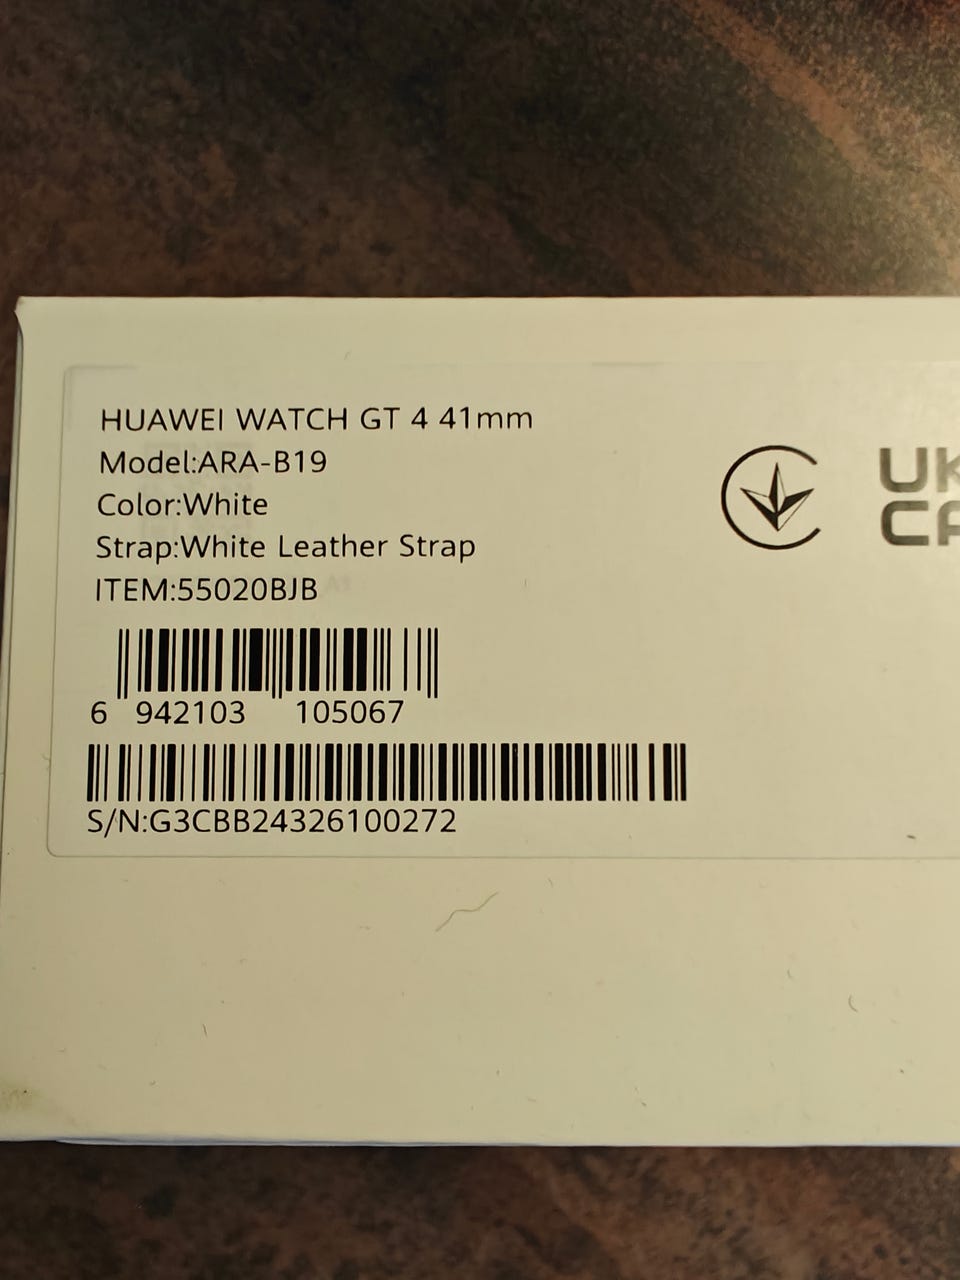 HUAWEI WATCH GT 4 41mm
Model:ARA-B19
Color:White
Strap:White Leather Strap
ITEM:55020BJB
6 942103 105067
S/N:G3CBB24326100272
UK
CA